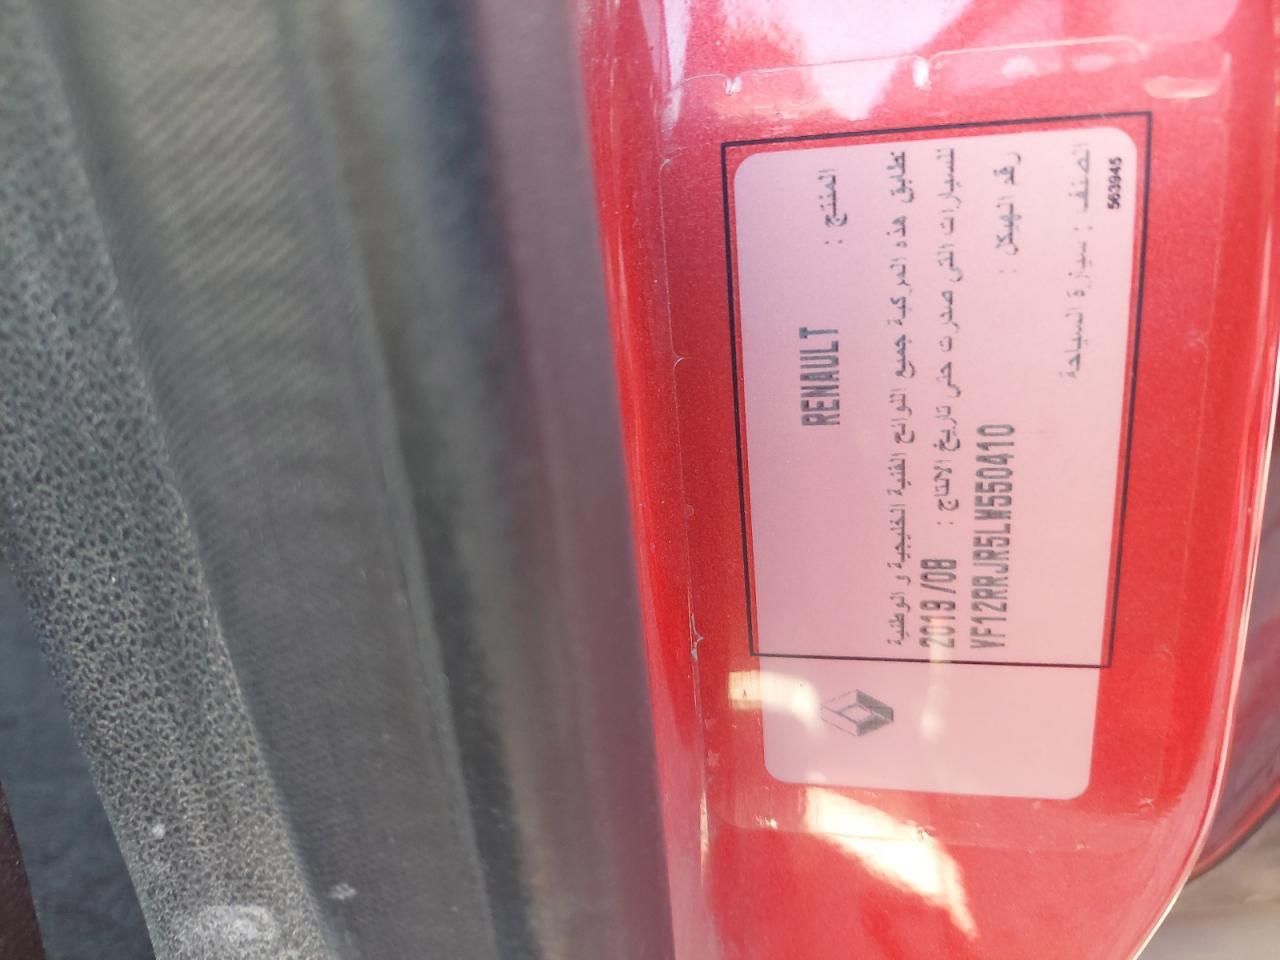 المنتج : RENAULT
تطابق هذه المركبة جميع اللوائح الفنية الخليجية و الوطنية
للسيارات التي صدرت حتى تاريخ الانتاج : 2019 /08
رقم الهيكل : VF12RRJR5LW550410
الصنف : سيارة السياحة
563945